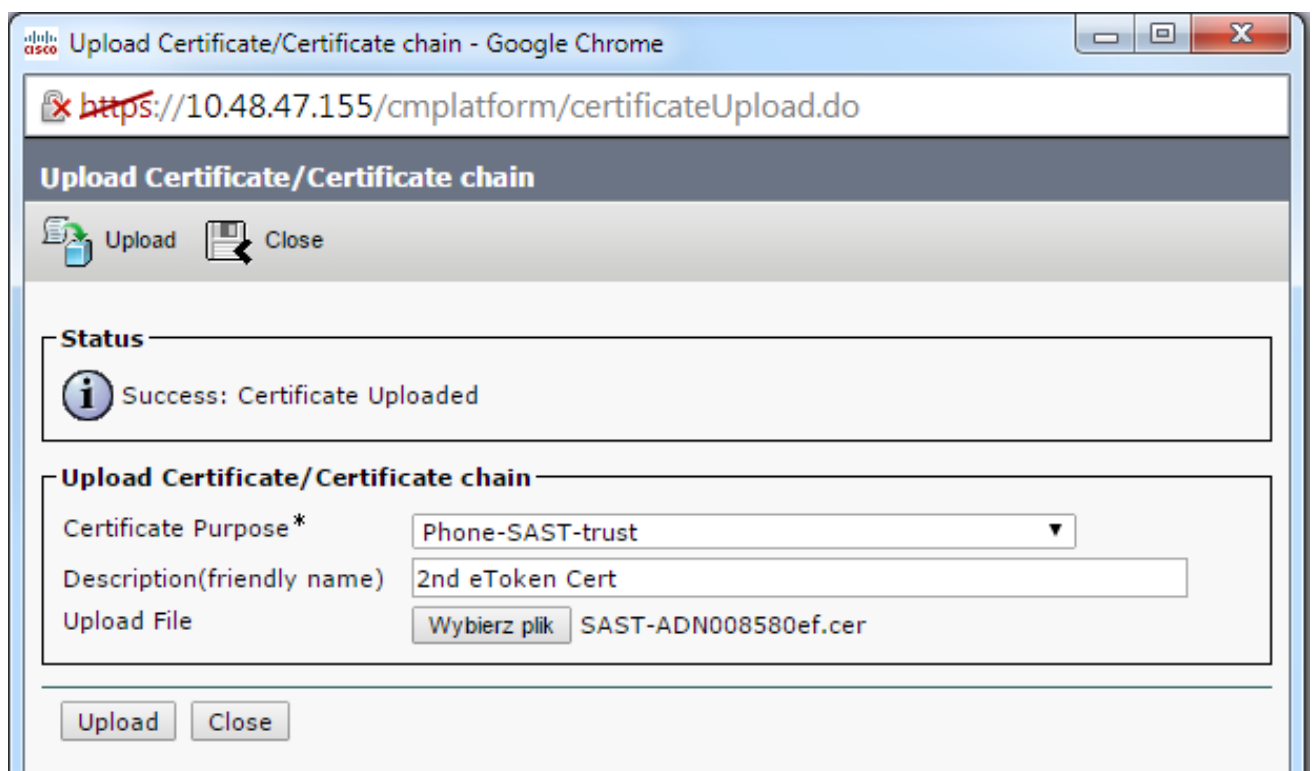 cisco Upload Certificate/Certificate chain - Google Chrome
https://10.48.47.155/cmplatform/certificateUpload.do
Upload Certificate/Certificate chain
Upload Close
Status
i Success: Certificate Uploaded
Upload Certificate/Certificate chain
Certificate Purpose* Phone-SAST-trust
Description(friendly name) 2nd eToken Cert
Upload File Wybierz plik SAST-ADN008580ef.cer
Upload Close